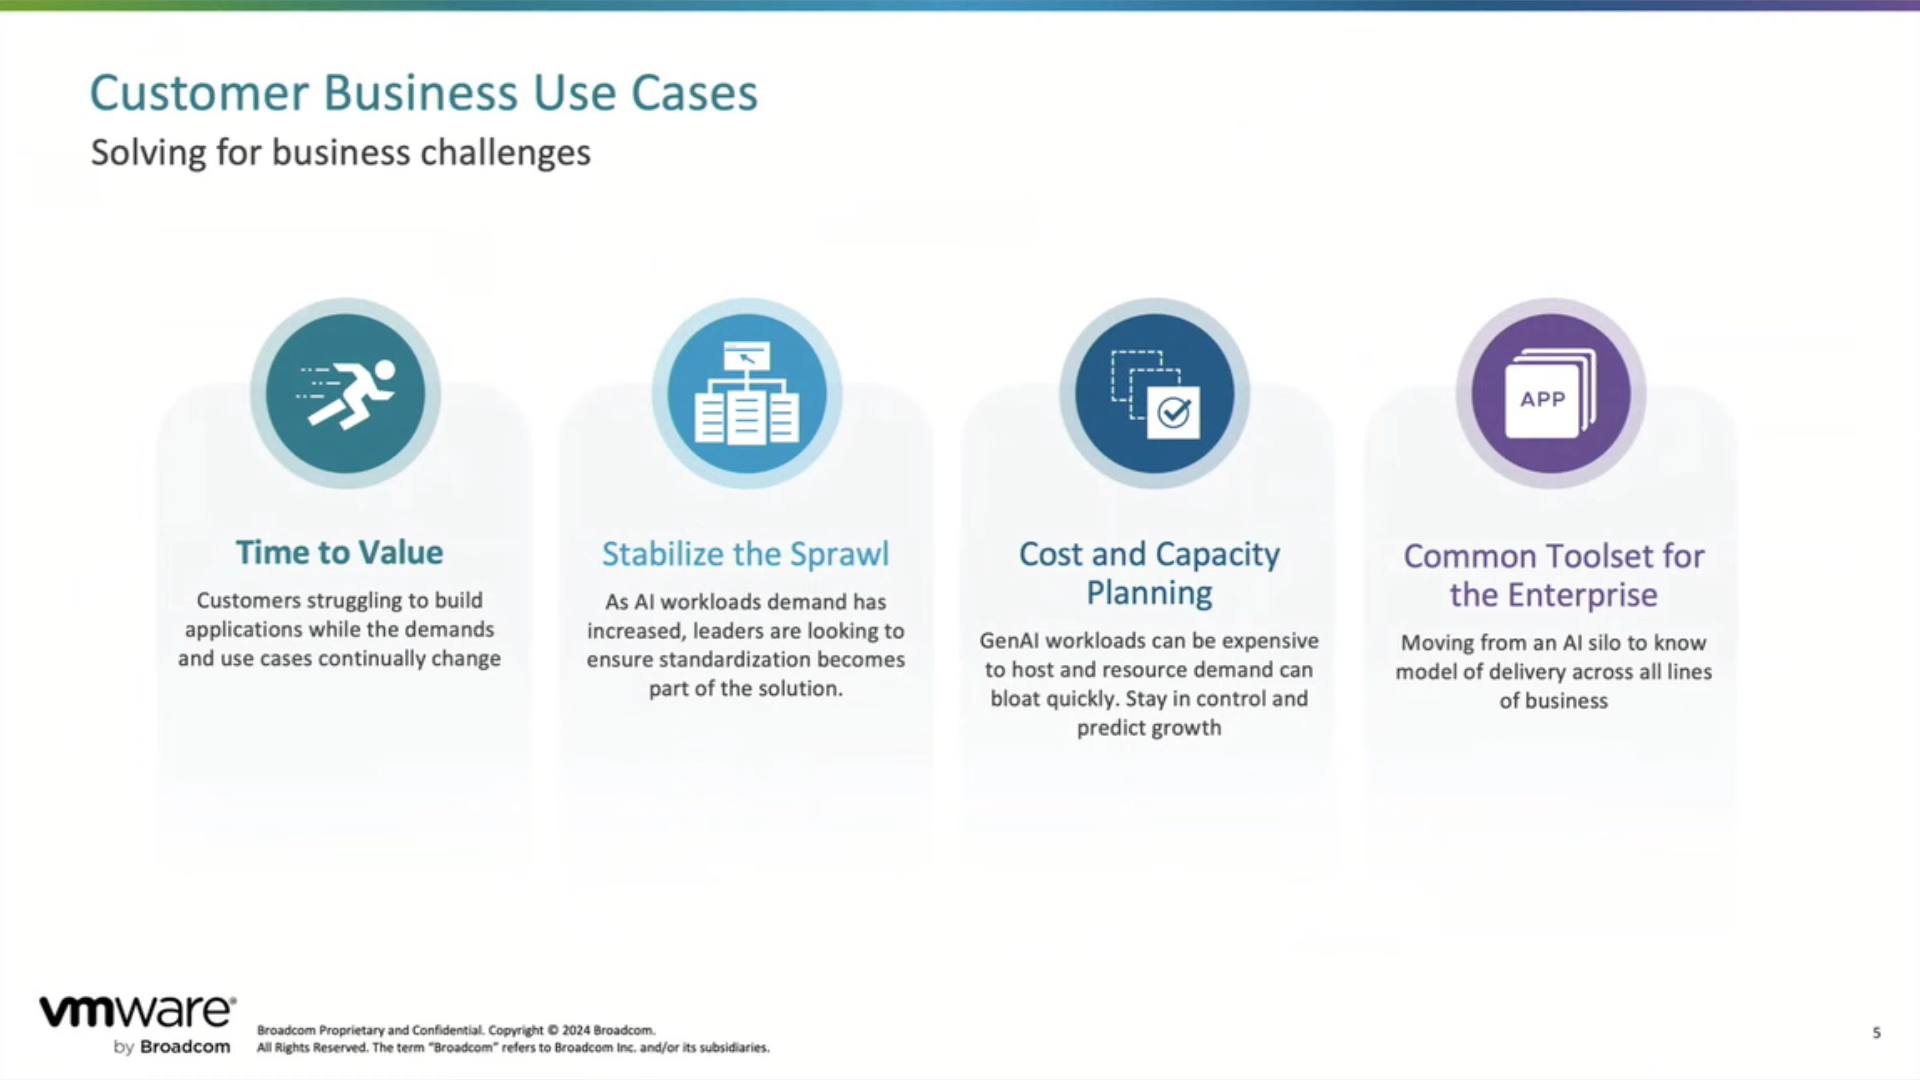 Customer Business Use Cases
Solving for business challenges
APP
Time to Value
Customers struggling to build
applications while the demands
and use cases continually change
Stabilize the Sprawl
As AI workloads demand has
increased, leaders are looking to
ensure standardization becomes
part of the solution.
Cost and Capacity
Planning
GenAI workloads can be expensive
to host and resource demand can
bloat quickly. Stay in control and
predict growth
Common Toolset for
the Enterprise
Moving from an AI silo to know
model of delivery across all lines
of business
vmware®
by Broadcom
Broadcom Proprietary and Confidential. Copyright © 2024 Broadcom.
All Rights Reserved. The term “Broadcom” refers to Broadcom Inc. and/or its subsidiaries.
5